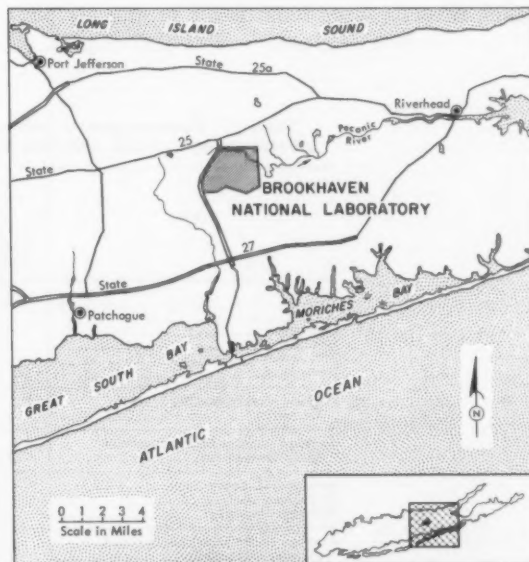 LONG ISLAND SOUND
Port Jefferson
State 25a
8
Riverhead
Peconic
River
State 25
BROOKHAVEN
NATIONAL LABORATORY
State 27
Patchogue
MORICHES BAY
GREAT SOUTH BAY
ATLANTIC OCEAN
N
0 1 2 3 4
Scale in Miles